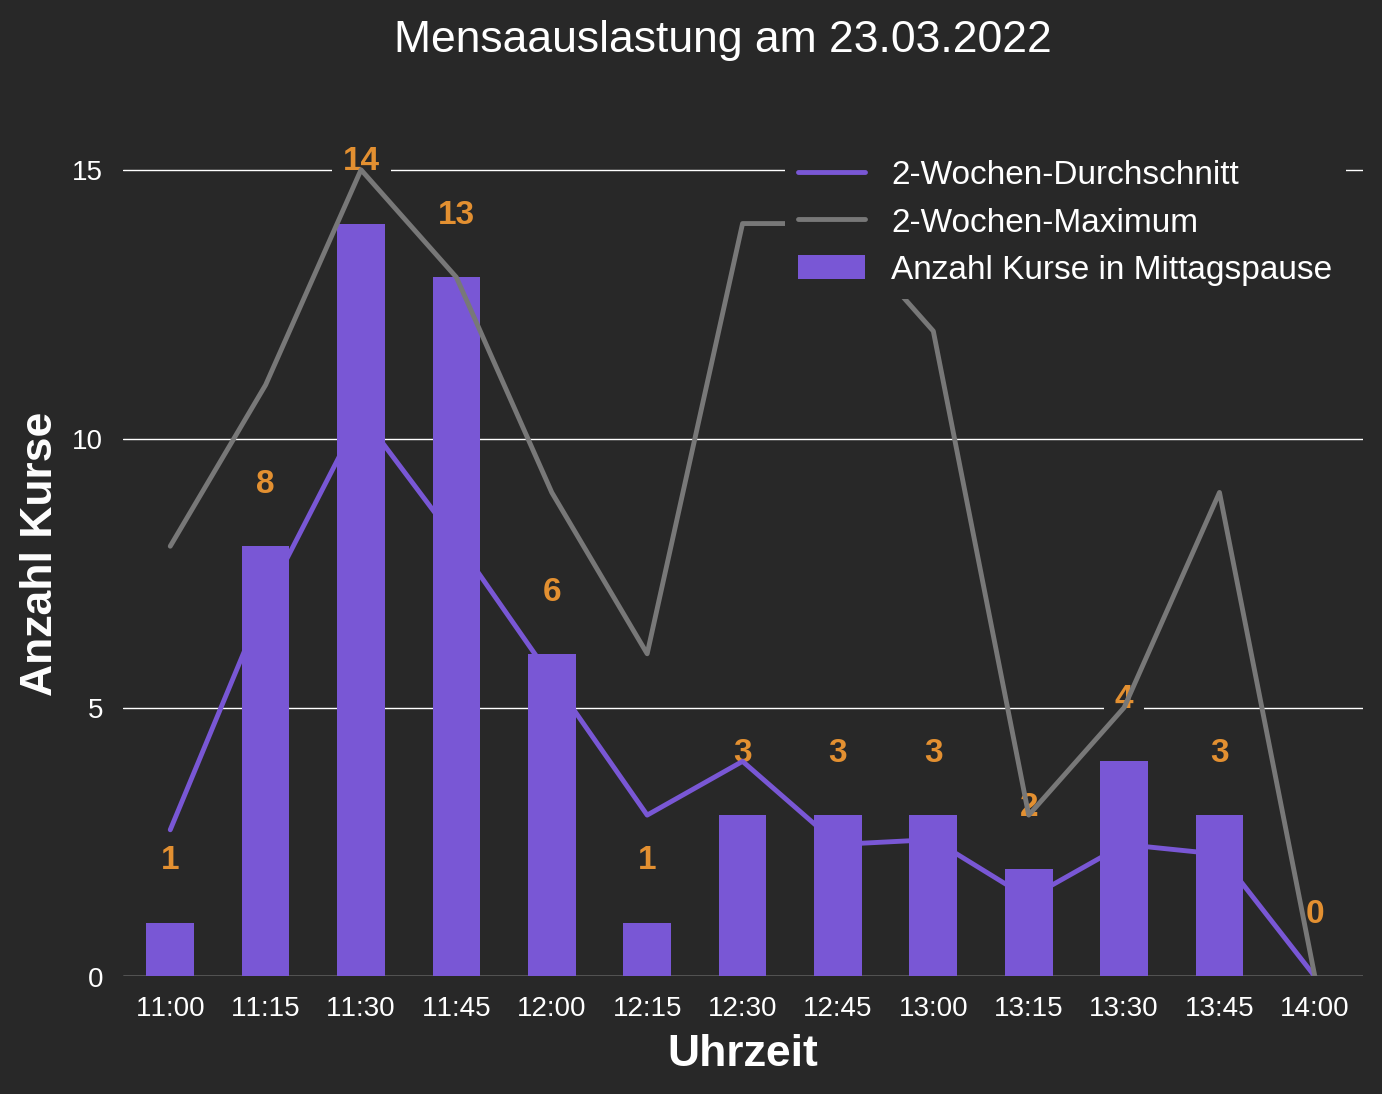 Mensaauslastung am 23.03.2022
2-Wochen-Durchschnitt
2-Wochen-Maximum
Anzahl Kurse in Mittagspause
Anzahl Kurse
15
10
5
0
1
8
14
13
6
1
3
3
3
2
4
3
0
11:00 11:15 11:30 11:45 12:00 12:15 12:30 12:45 13:00 13:15 13:30 13:45 14:00
Uhrzeit